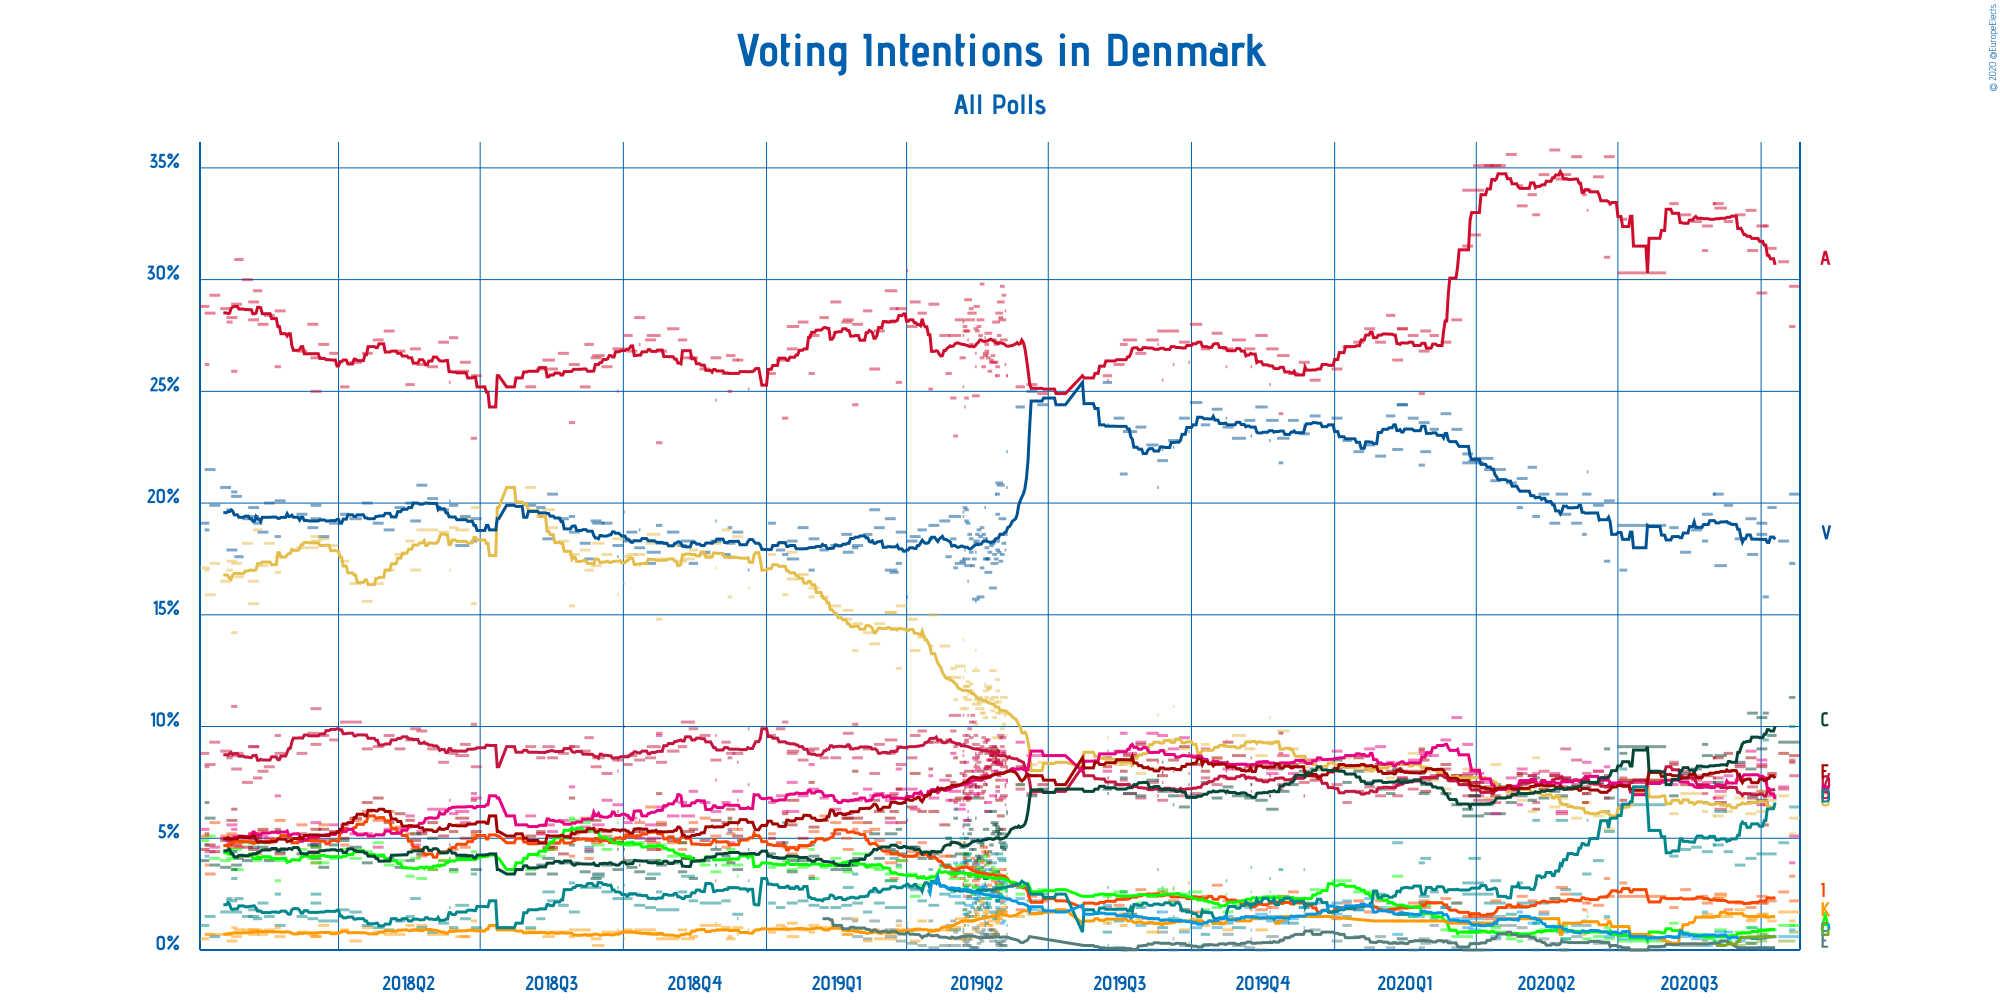 © 2020 @EuropeElects
Voting Intentions in Denmark
All Polls
35%
30%
25%
20%
15%
10%
5%
0%
A
V
C
F
D
1
K
E
2018Q2
2018Q3
2018Q4
2019Q1
2019Q2
2019Q3
2019Q4
2020Q1
2020Q2
2020Q3